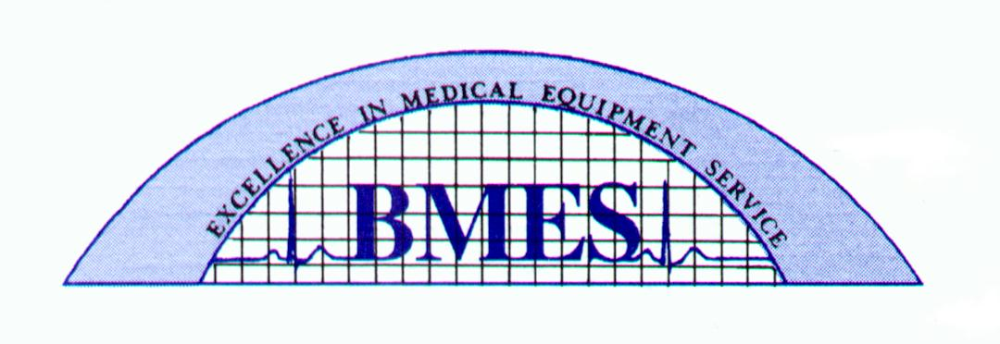 EXCELLENCE IN MEDICAL EQUIPMENT SERVICE
BMES